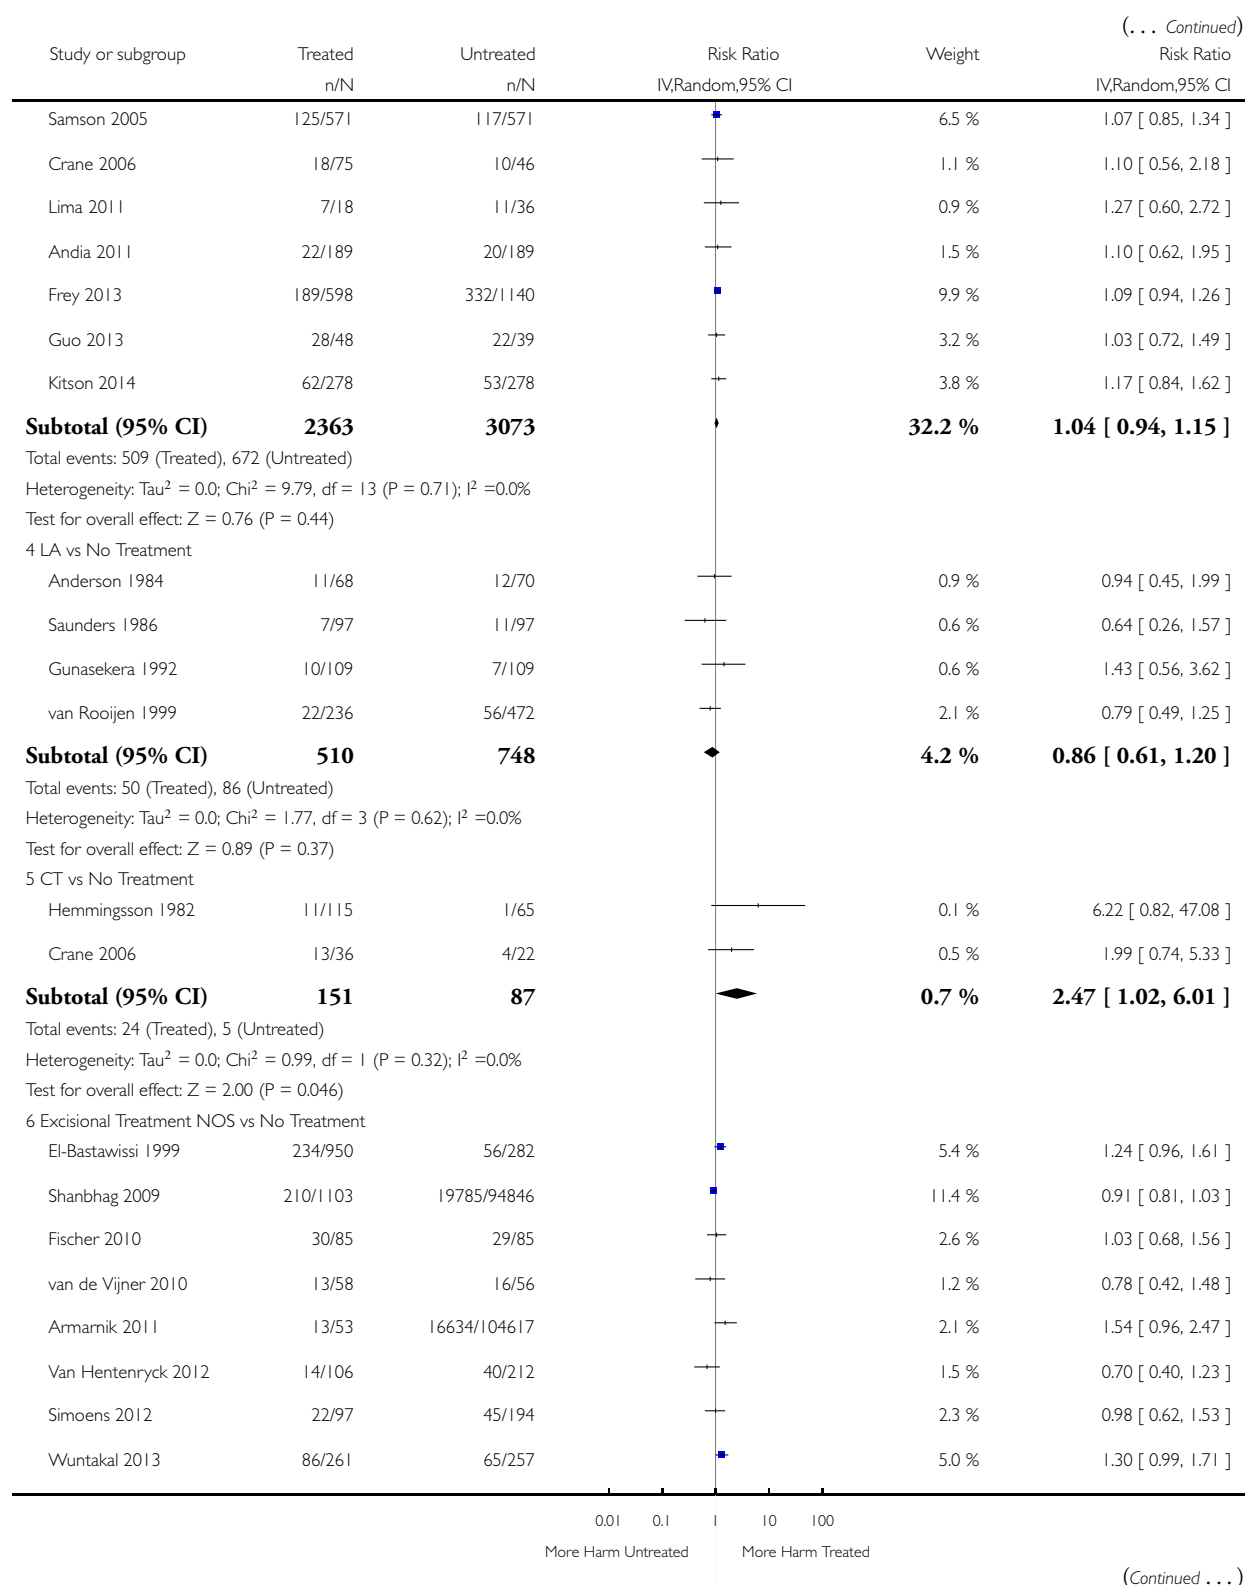 (... Continued)
Study or subgroup Treated Untreated Risk Ratio Weight Risk Ratio
n/N n/N IV,Random,95% CI IV,Random,95% CI
Samson 2005 125/571 117/571 6.5 % 1.07 [ 0.85, 1.34 ]
Crane 2006 18/75 10/46 1.1 % 1.10 [ 0.56, 2.18 ]
Lima 2011 7/18 11/36 0.9 % 1.27 [ 0.60, 2.72 ]
Andia 2011 22/189 20/189 1.5 % 1.10 [ 0.62, 1.95 ]
Frey 2013 189/598 332/1140 9.9 % 1.09 [ 0.94, 1.26 ]
Guo 2013 28/48 22/39 3.2 % 1.03 [ 0.72, 1.49 ]
Kitson 2014 62/278 53/278 3.8 % 1.17 [ 0.84, 1.62 ]
Subtotal (95% CI) 2363 3073 32.2 % 1.04 [ 0.94, 1.15 ]
Total events: 509 (Treated), 672 (Untreated)
Heterogeneity: Tau² = 0.0; Chi² = 9.79, df = 13 (P = 0.71); I² =0.0%
Test for overall effect: Z = 0.76 (P = 0.44)
4 LA vs No Treatment
Anderson 1984 11/68 12/70 0.9 % 0.94 [ 0.45, 1.99 ]
Saunders 1986 7/97 11/97 0.6 % 0.64 [ 0.26, 1.57 ]
Gunasekera 1992 10/109 7/109 0.6 % 1.43 [ 0.56, 3.62 ]
van Rooijen 1999 22/236 56/472 2.1 % 0.79 [ 0.49, 1.25 ]
Subtotal (95% CI) 510 748 4.2 % 0.86 [ 0.61, 1.20 ]
Total events: 50 (Treated), 86 (Untreated)
Heterogeneity: Tau² = 0.0; Chi² = 1.77, df = 3 (P = 0.62); I² =0.0%
Test for overall effect: Z = 0.89 (P = 0.37)
5 CT vs No Treatment
Hemmingsson 1982 11/115 1/65 0.1 % 6.22 [ 0.82, 47.08 ]
Crane 2006 13/36 4/22 0.5 % 1.99 [ 0.74, 5.33 ]
Subtotal (95% CI) 151 87 0.7 % 2.47 [ 1.02, 6.01 ]
Total events: 24 (Treated), 5 (Untreated)
Heterogeneity: Tau² = 0.0; Chi² = 0.99, df = 1 (P = 0.32); I² =0.0%
Test for overall effect: Z = 2.00 (P = 0.046)
6 Excisional Treatment NOS vs No Treatment
El-Bastawissi 1999 234/950 56/282 5.4 % 1.24 [ 0.96, 1.61 ]
Shanbhag 2009 210/1103 19785/94846 11.4 % 0.91 [ 0.81, 1.03 ]
Fischer 2010 30/85 29/85 2.6 % 1.03 [ 0.68, 1.56 ]
van de Vijner 2010 13/58 16/56 1.2 % 0.78 [ 0.42, 1.48 ]
Armarnik 2011 13/53 16634/104617 2.1 % 1.54 [ 0.96, 2.47 ]
Van Hentenryck 2012 14/106 40/212 1.5 % 0.70 [ 0.40, 1.23 ]
Simoens 2012 22/97 45/194 2.3 % 0.98 [ 0.62, 1.53 ]
Wuntakal 2013 86/261 65/257 5.0 % 1.30 [ 0.99, 1.71 ]
0.01 0.1 1 10 100
More Harm Untreated More Harm Treated
(Continued ...)